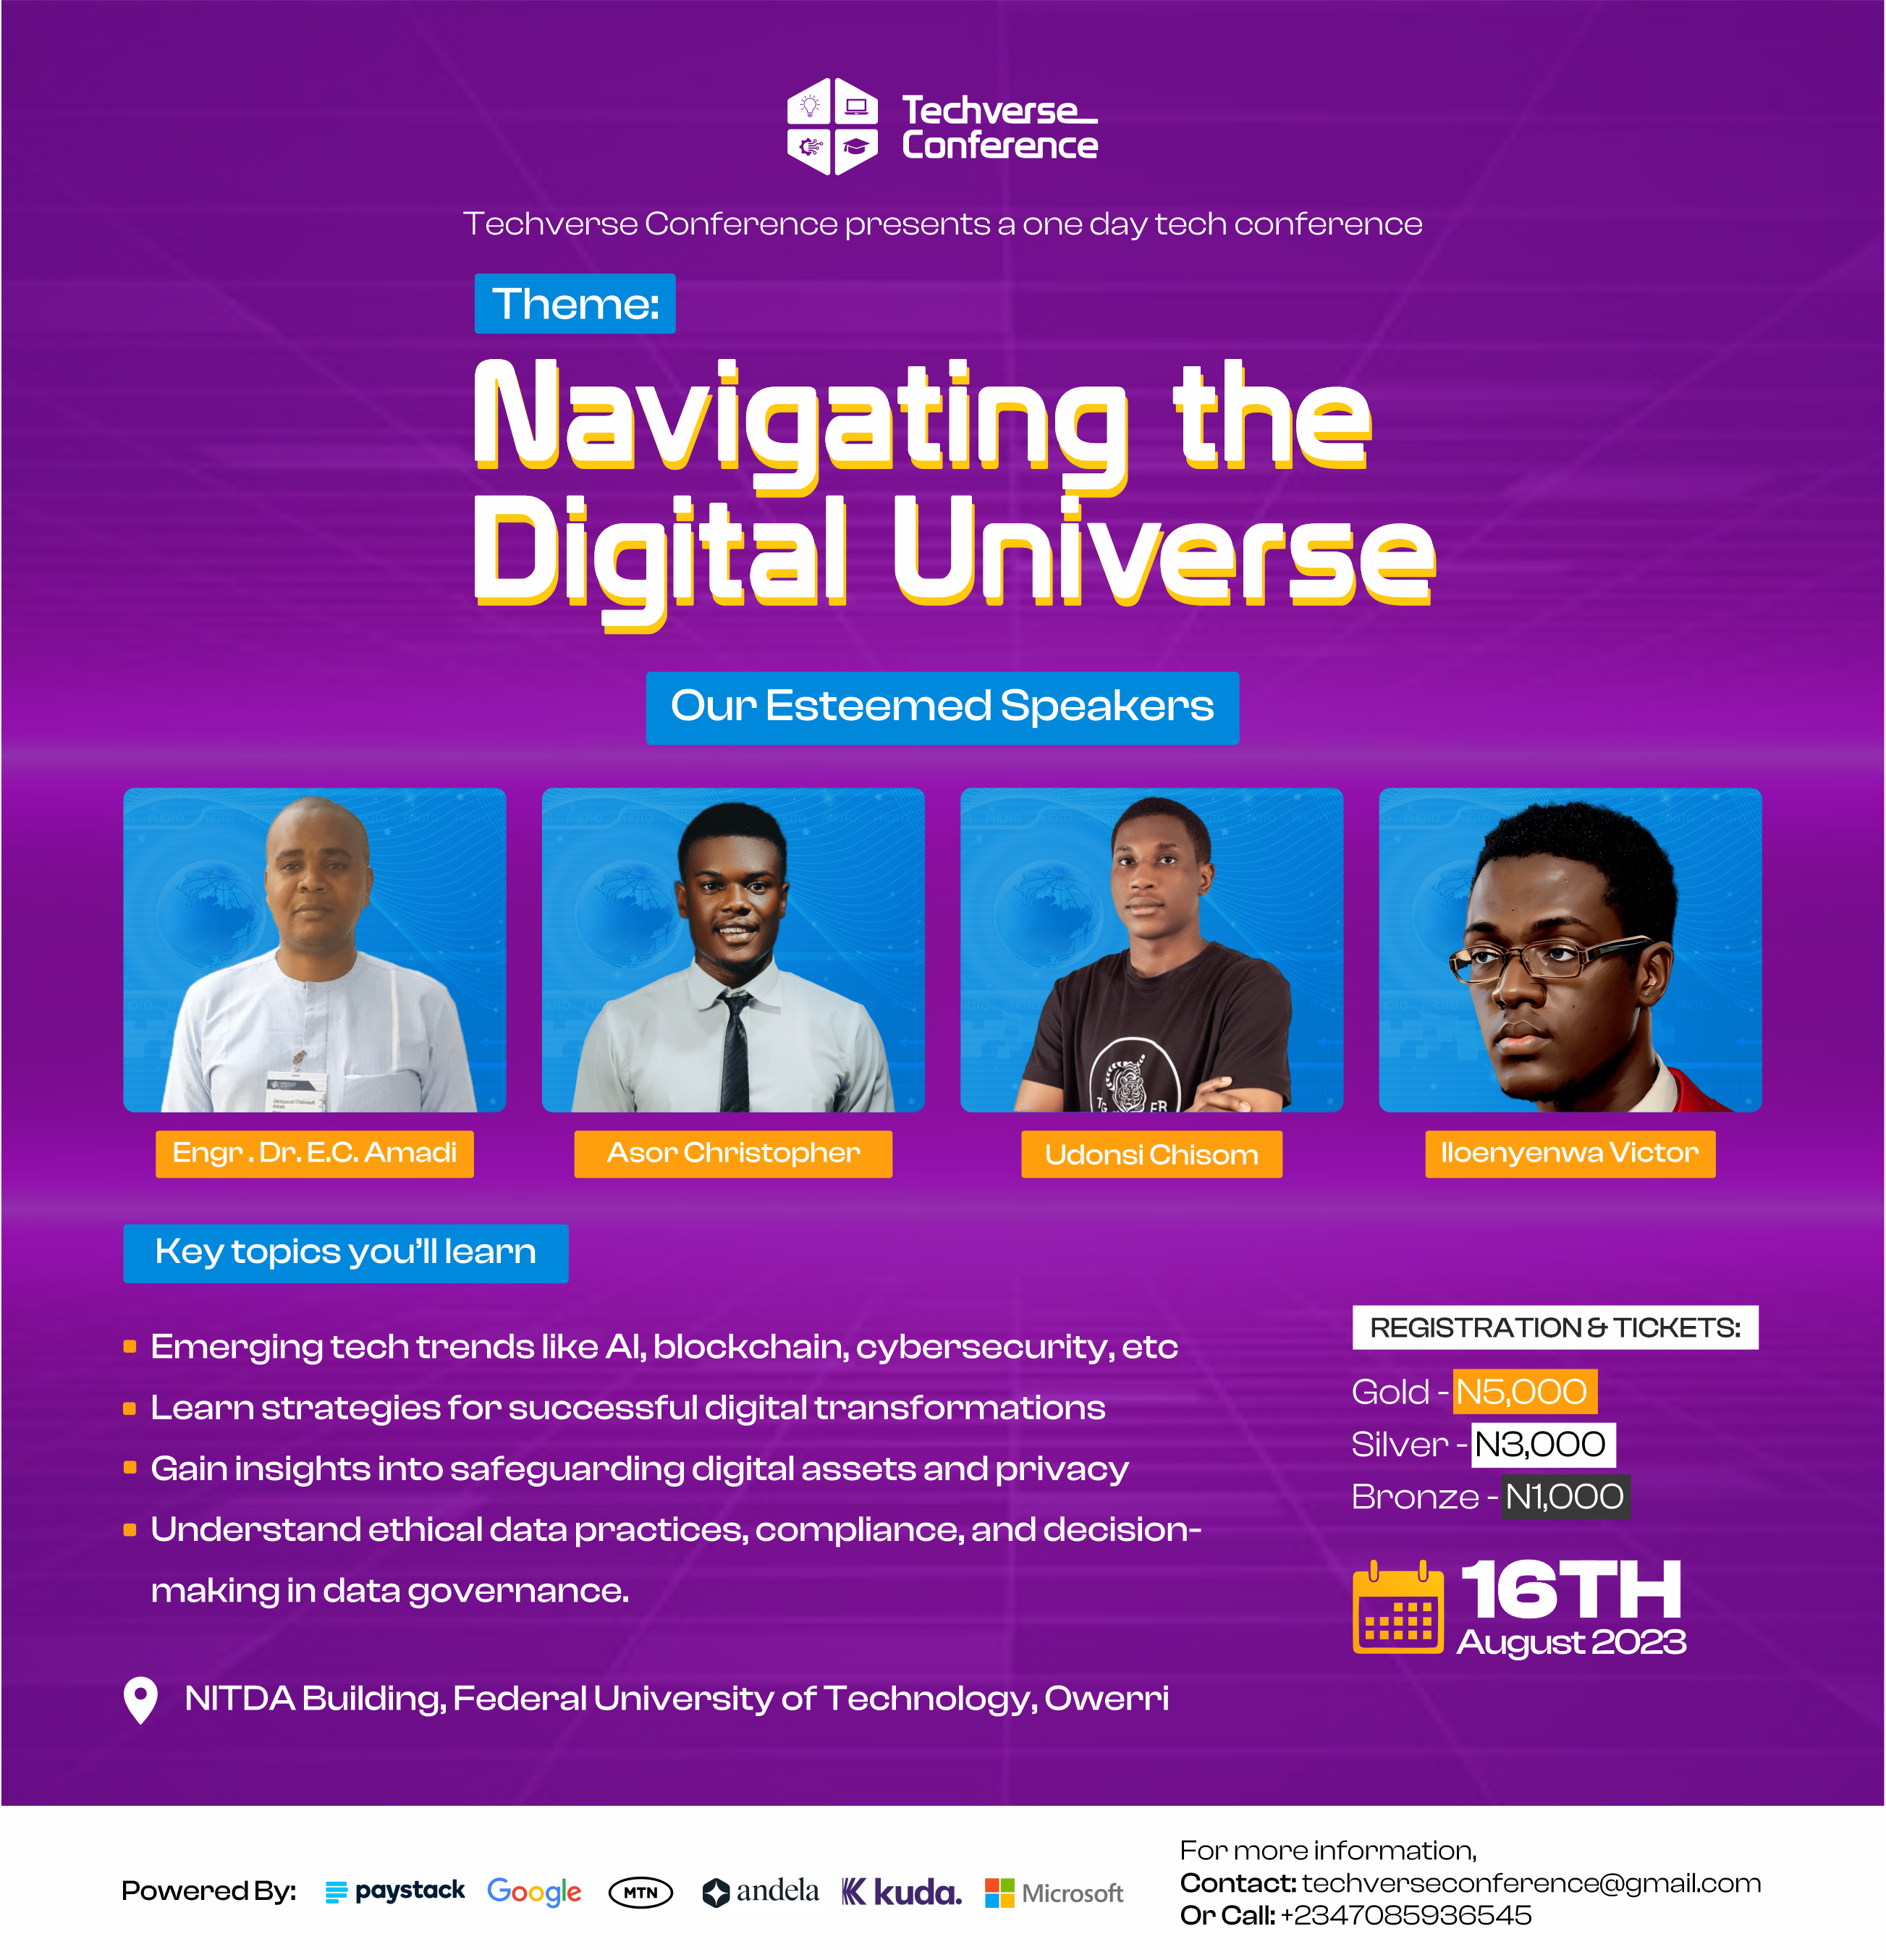 Techverse
Conference
Techverse Conference presents a one day tech conference
Theme:
Navigating the
Digital Universe
Our Esteemed Speakers
Engr . Dr. E.C. Amadi
Asor Christopher
Udonsi Chisom
Iloenyenwa Victor
Key topics you'll learn
Emerging tech trends like AI, blockchain, cybersecurity, etc
Learn strategies for successful digital transformations
Gain insights into safeguarding digital assets and privacy
Understand ethical data practices, compliance, and decision-
making in data governance.
REGISTRATION & TICKETS:
Gold - N5,000
Silver - N3,000
Bronze - N1,000
16TH
August 2023
NITDA Building, Federal University of Technology, Owerri
Powered By: paystack Google MTN andela kuda. Microsoft
For more information,
Contact: techverseconference@gmail.com
Or Call: +2347085936545